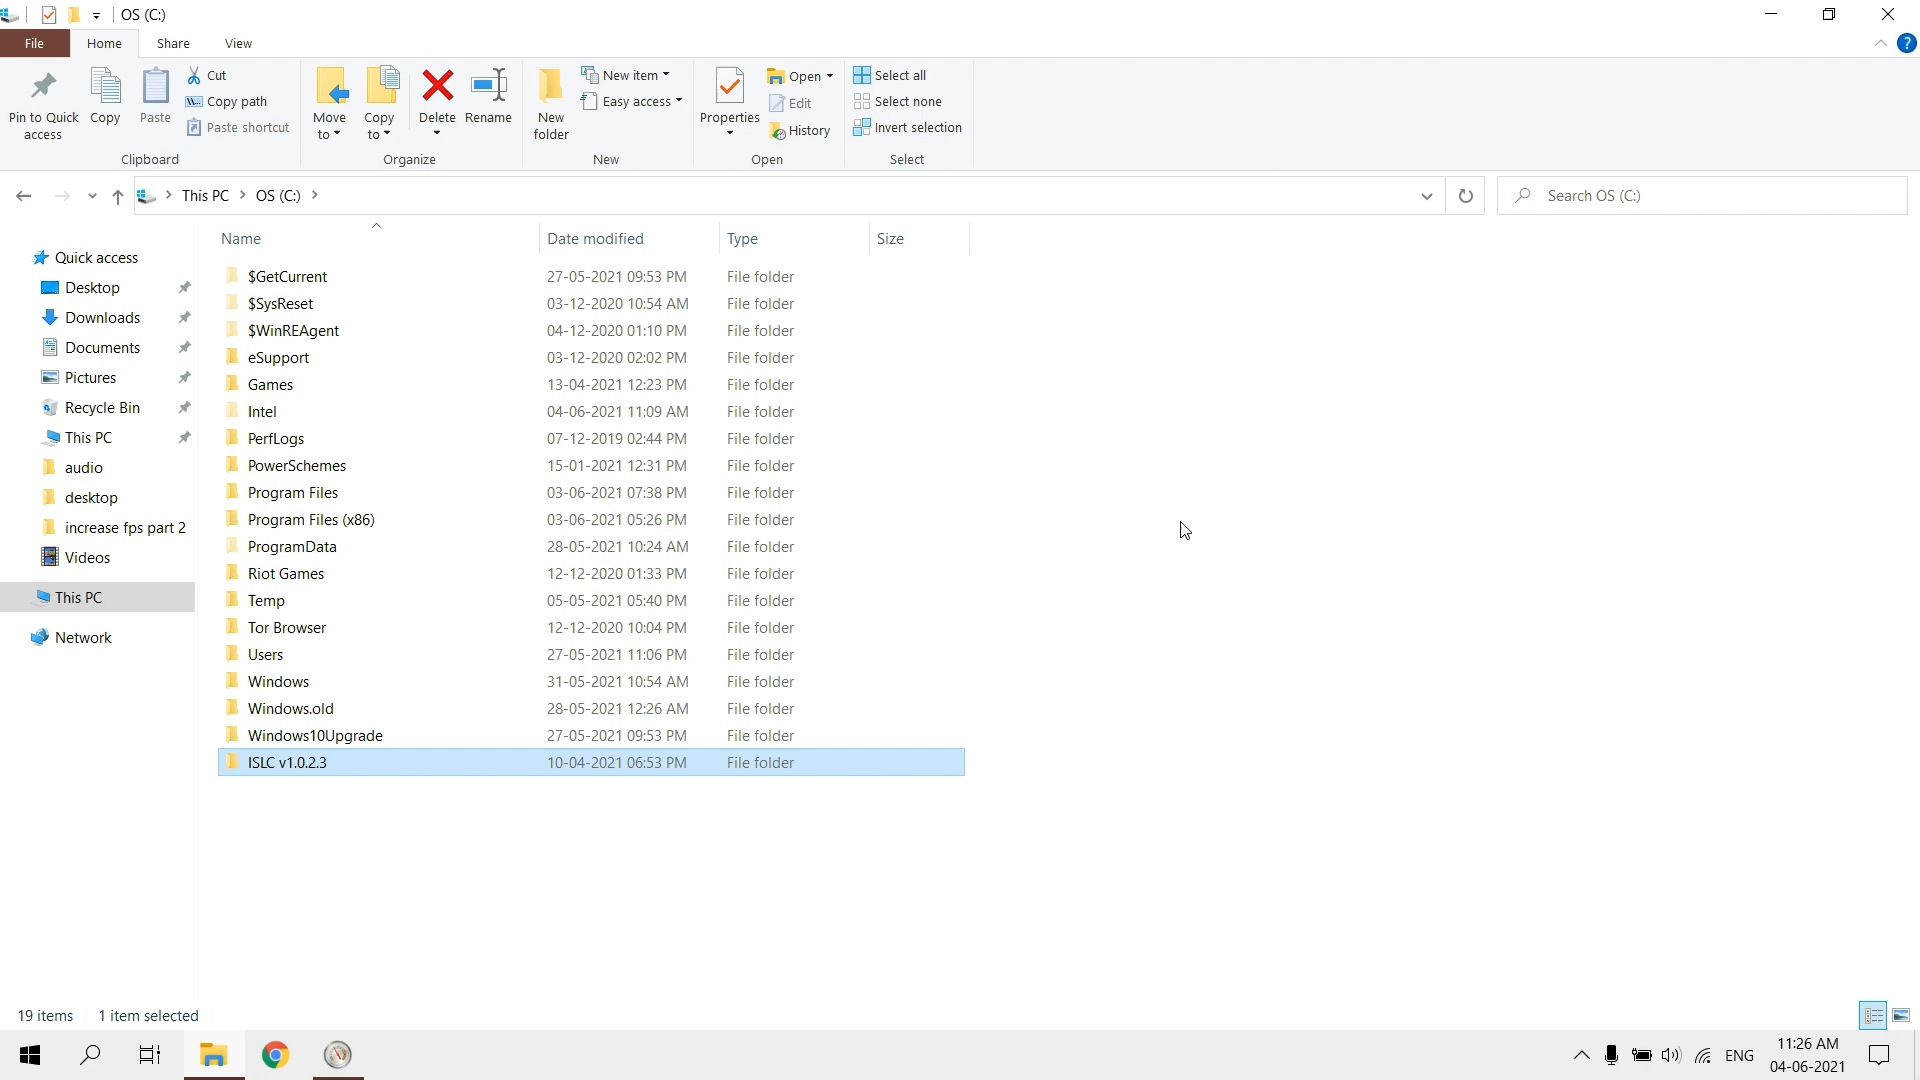 OS (C:)
File Home Share View
Pin to Quick access
Copy
Paste
Cut
Copy path
Paste shortcut
Clipboard
Move to
Copy to
Delete
Rename
Organize
New folder
New item
Easy access
New
Properties
Open
Edit
History
Open
Select all
Select none
Invert selection
Select
This PC > OS (C:) >
Search OS (C:)
Quick access
Desktop
Downloads
Documents
Pictures
Recycle Bin
This PC
audio
desktop
increase fps part 2
Videos
This PC
Network
Name Date modified Type Size
$GetCurrent 27-05-2021 09:53 PM File folder
$SysReset 03-12-2020 10:54 AM File folder
$WinREAgent 04-12-2020 01:10 PM File folder
eSupport 03-12-2020 02:02 PM File folder
Games 13-04-2021 12:23 PM File folder
Intel 04-06-2021 11:09 AM File folder
PerfLogs 07-12-2019 02:44 PM File folder
PowerSchemes 15-01-2021 12:31 PM File folder
Program Files 03-06-2021 07:38 PM File folder
Program Files (x86) 03-06-2021 05:26 PM File folder
ProgramData 28-05-2021 10:24 AM File folder
Riot Games 12-12-2020 01:33 PM File folder
Temp 05-05-2021 05:40 PM File folder
Tor Browser 12-12-2020 10:04 PM File folder
Users 27-05-2021 11:06 PM File folder
Windows 31-05-2021 10:54 AM File folder
Windows.old 28-05-2021 12:26 AM File folder
Windows10Upgrade 27-05-2021 09:53 PM File folder
ISLC v1.0.2.3 10-04-2021 06:53 PM File folder
19 items 1 item selected
ENG
11:26 AM
04-06-2021